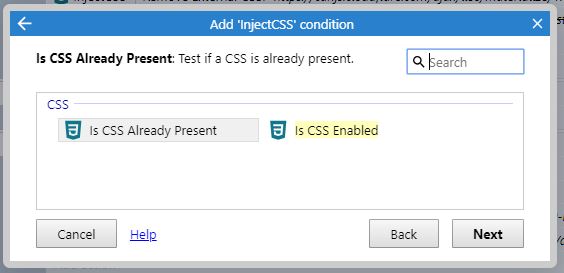 Add 'InjectCSS' condition
Is CSS Already Present: Test if a CSS is already present.
Search
CSS
Is CSS Already Present
Is CSS Enabled
Cancel
Help
Back
Next